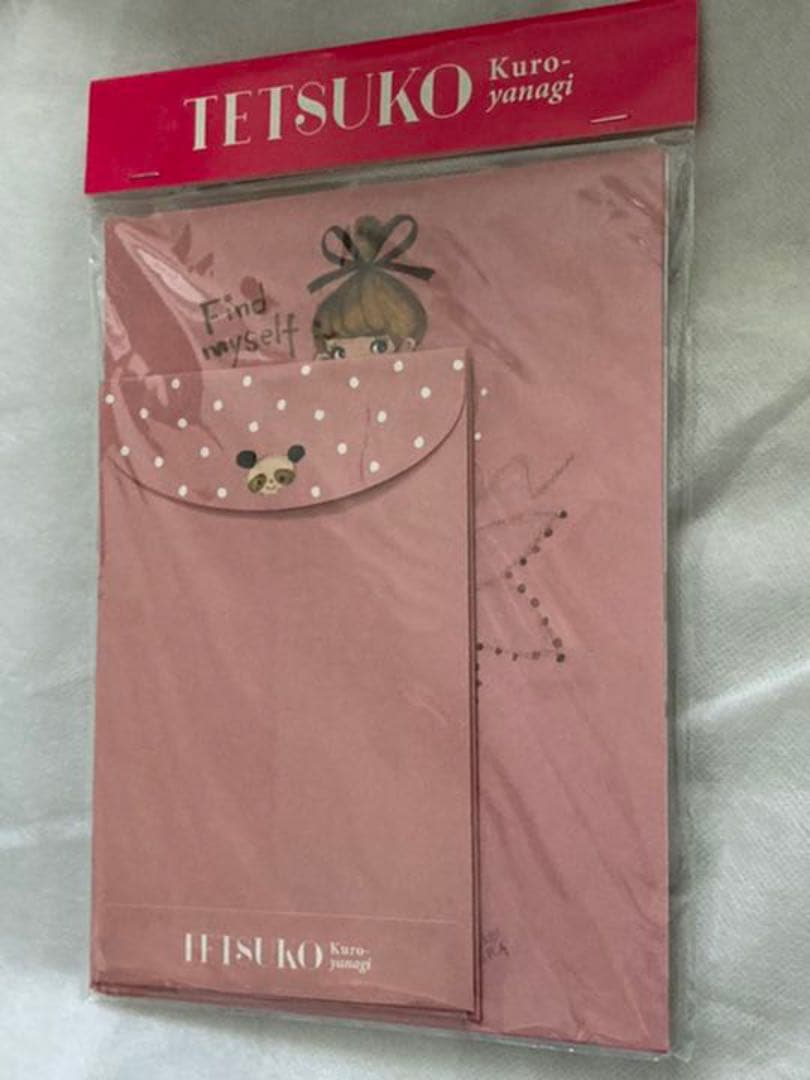 TETSUKO Kuro-
yanagi
Find
myself
TETSUKO Kuro-
yanagi